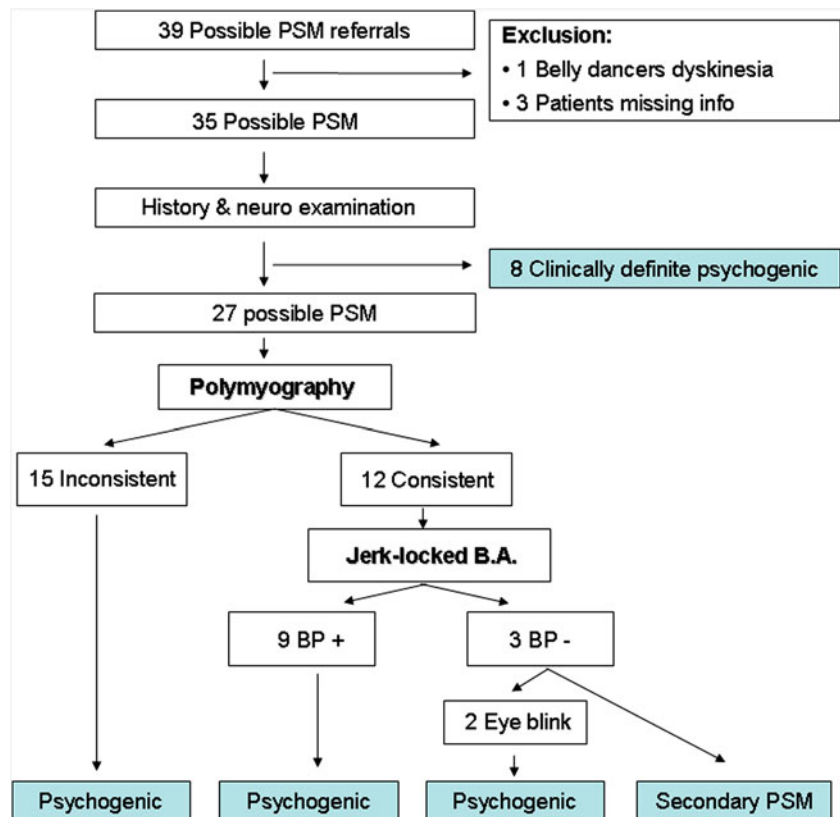 39 Possible PSM referrals
Exclusion:
• 1 Belly dancers dyskinesia
• 3 Patients missing info
35 Possible PSM
History & neuro examination
8 Clinically definite psychogenic
27 possible PSM
Polymyography
15 Inconsistent
12 Consistent
Jerk-locked B.A.
9 BP +
3 BP -
2 Eye blink
Psychogenic
Psychogenic
Psychogenic
Secondary PSM